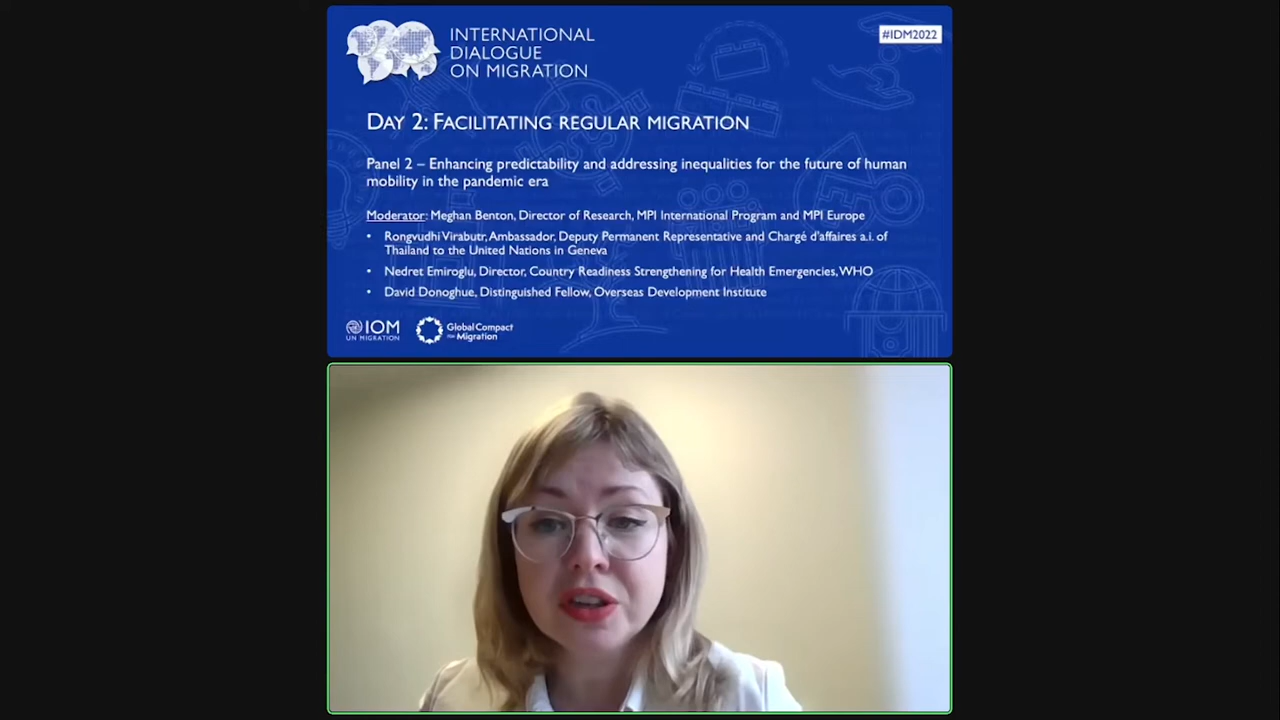 INTERNATIONAL
DIALOGUE
ON MIGRATION
#IDM2022
DAY 2: FACILITATING REGULAR MIGRATION
Panel 2 – Enhancing predictability and addressing inequalities for the future of human
mobility in the pandemic era
Moderator: Meghan Benton, Director of Research, MPI International Program and MPI Europe
• Rongvudhi Virabutr, Ambassador, Deputy Permanent Representative and Chargé d'affaires a.i. of
Thailand to the United Nations in Geneva
• Nedret Emiroglu, Director, Country Readiness Strengthening for Health Emergencies, WHO
• David Donoghue, Distinguished Fellow, Overseas Development Institute
IOM
UN MIGRATION
Global Compact
for Migration